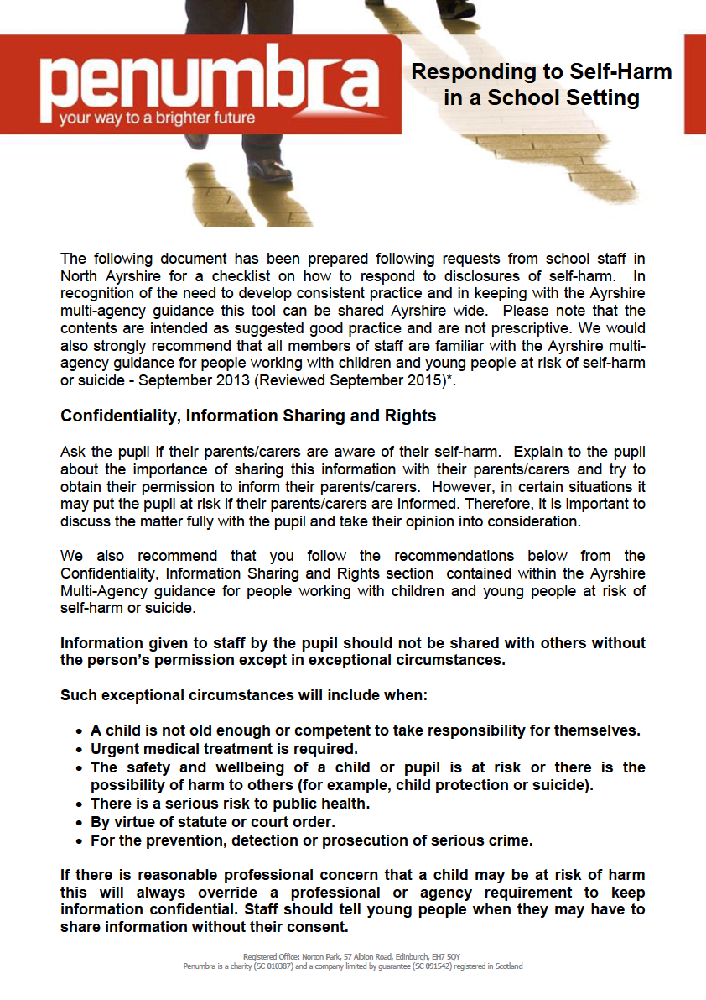 penumbra
your way to a brighter future
Responding to Self-Harm
in a School Setting
The following document has been prepared following requests from school staff in
North Ayrshire for a checklist on how to respond to disclosures of self-harm.  In
recognition of the need to develop consistent practice and in keeping with the Ayrshire
multi-agency guidance this tool can be shared Ayrshire wide.  Please note that the
contents are intended as suggested good practice and are not prescriptive. We would
also strongly recommend that all members of staff are familiar with the Ayrshire multi-
agency guidance for people working with children and young people at risk of self-harm
or suicide - September 2013 (Reviewed September 2015)*.
Confidentiality, Information Sharing and Rights
Ask the pupil if their parents/carers are aware of their self-harm.  Explain to the pupil
about the importance of sharing this information with their parents/carers and try to
obtain their permission to inform their parents/carers.  However, in certain situations it
may put the pupil at risk if their parents/carers are informed. Therefore, it is important to
discuss the matter fully with the pupil and take their opinion into consideration.
We also recommend that you follow the recommendations below from the
Confidentiality, Information Sharing and Rights section  contained within the Ayrshire
Multi-Agency guidance for people working with children and young people at risk of
self-harm or suicide.
Information given to staff by the pupil should not be shared with others without
the person's permission except in exceptional circumstances.
Such exceptional circumstances will include when:
• A child is not old enough or competent to take responsibility for themselves.
• Urgent medical treatment is required.
• The safety and wellbeing of a child or pupil is at risk or there is the
possibility of harm to others (for example, child protection or suicide).
• There is a serious risk to public health.
• By virtue of statute or court order.
• For the prevention, detection or prosecution of serious crime.
If there is reasonable professional concern that a child may be at risk of harm
this will always override a professional or agency requirement to keep
information confidential. Staff should tell young people when they may have to
share information without their consent.
Registered Office: Norton Park, 57 Albion Road, Edinburgh, EH7 5QY
Penumbra is a charity (SC 010387) and a company limited by guarantee (SC 091542) registered in Scotland